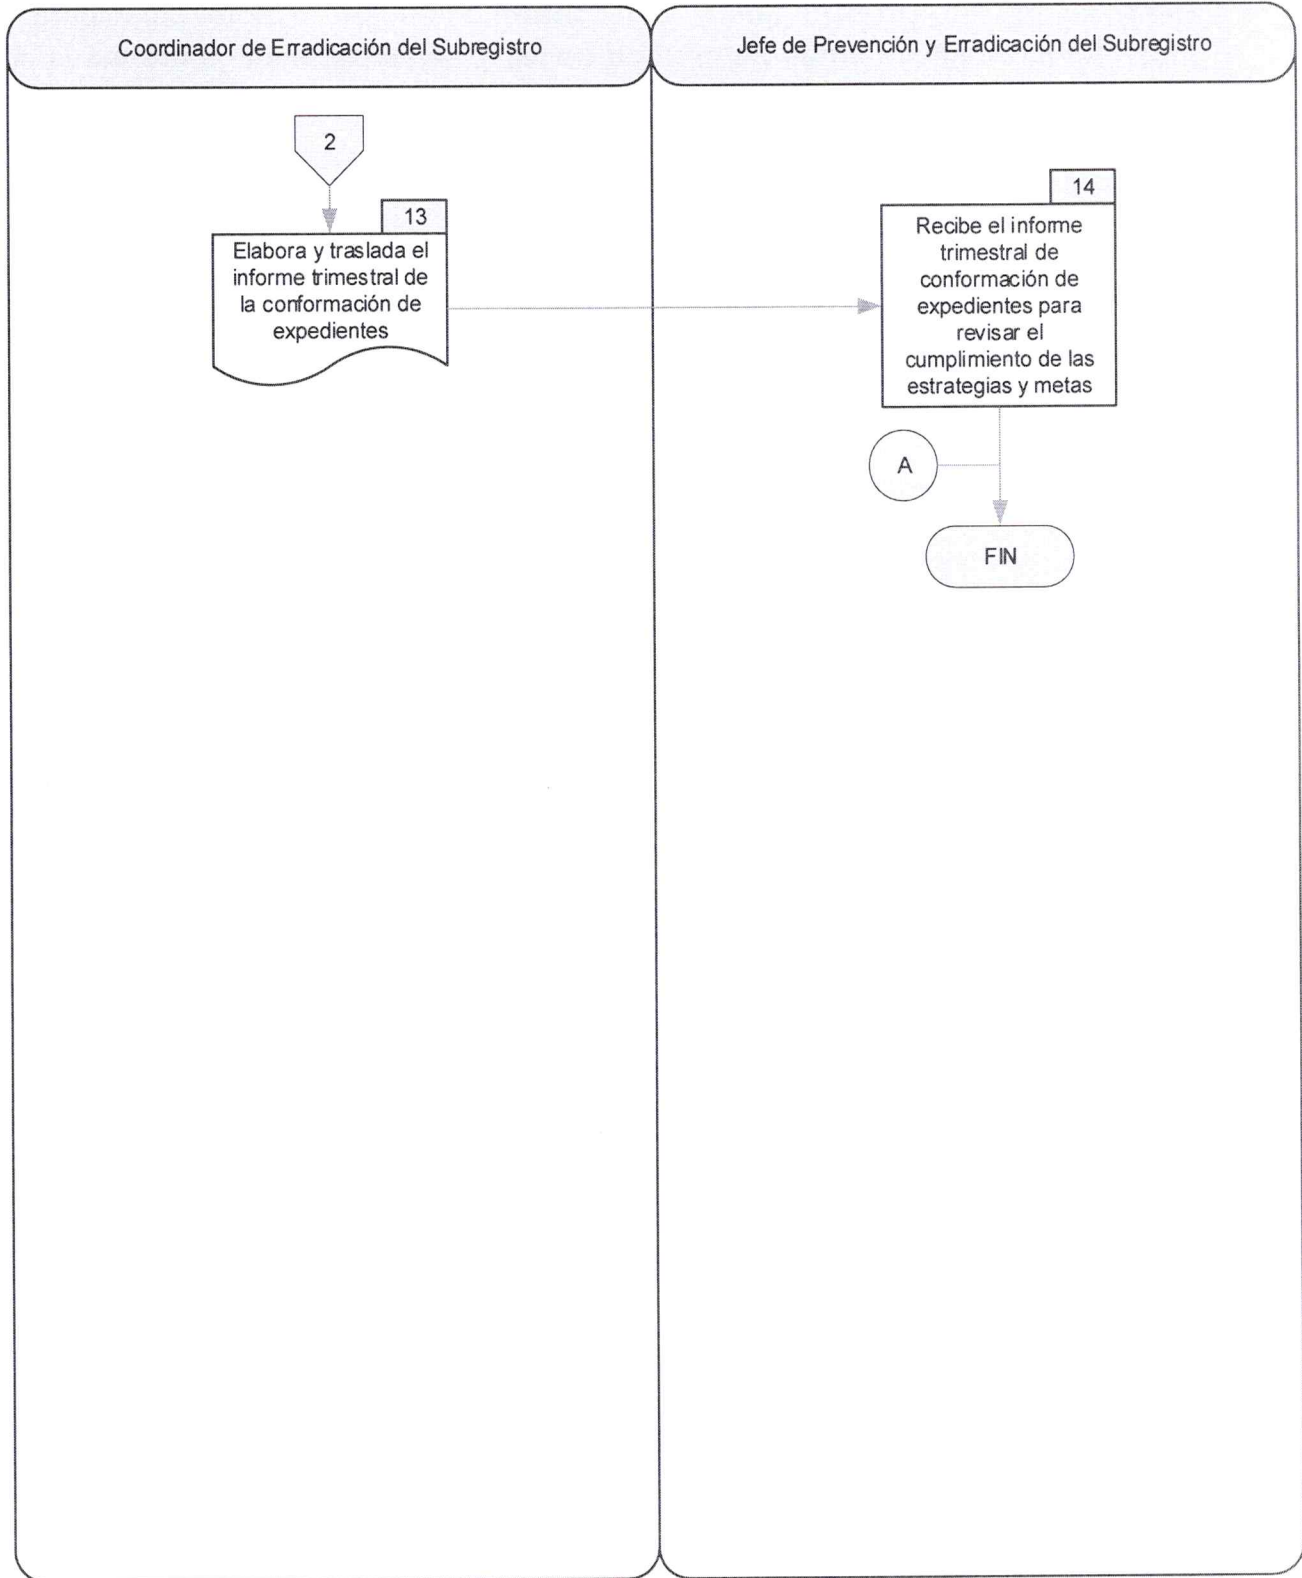 Coordinador de Erradicación del Subregistro
Jefe de Prevención y Erradicación del Subregistro
2
13
Elabora y traslada el
informe trimestral de
la conformación de
expedientes
14
Recibe el informe
trimestral de
conformación de
expedientes para
revisar el
cumplimiento de las
estrategias y metas
A
FIN